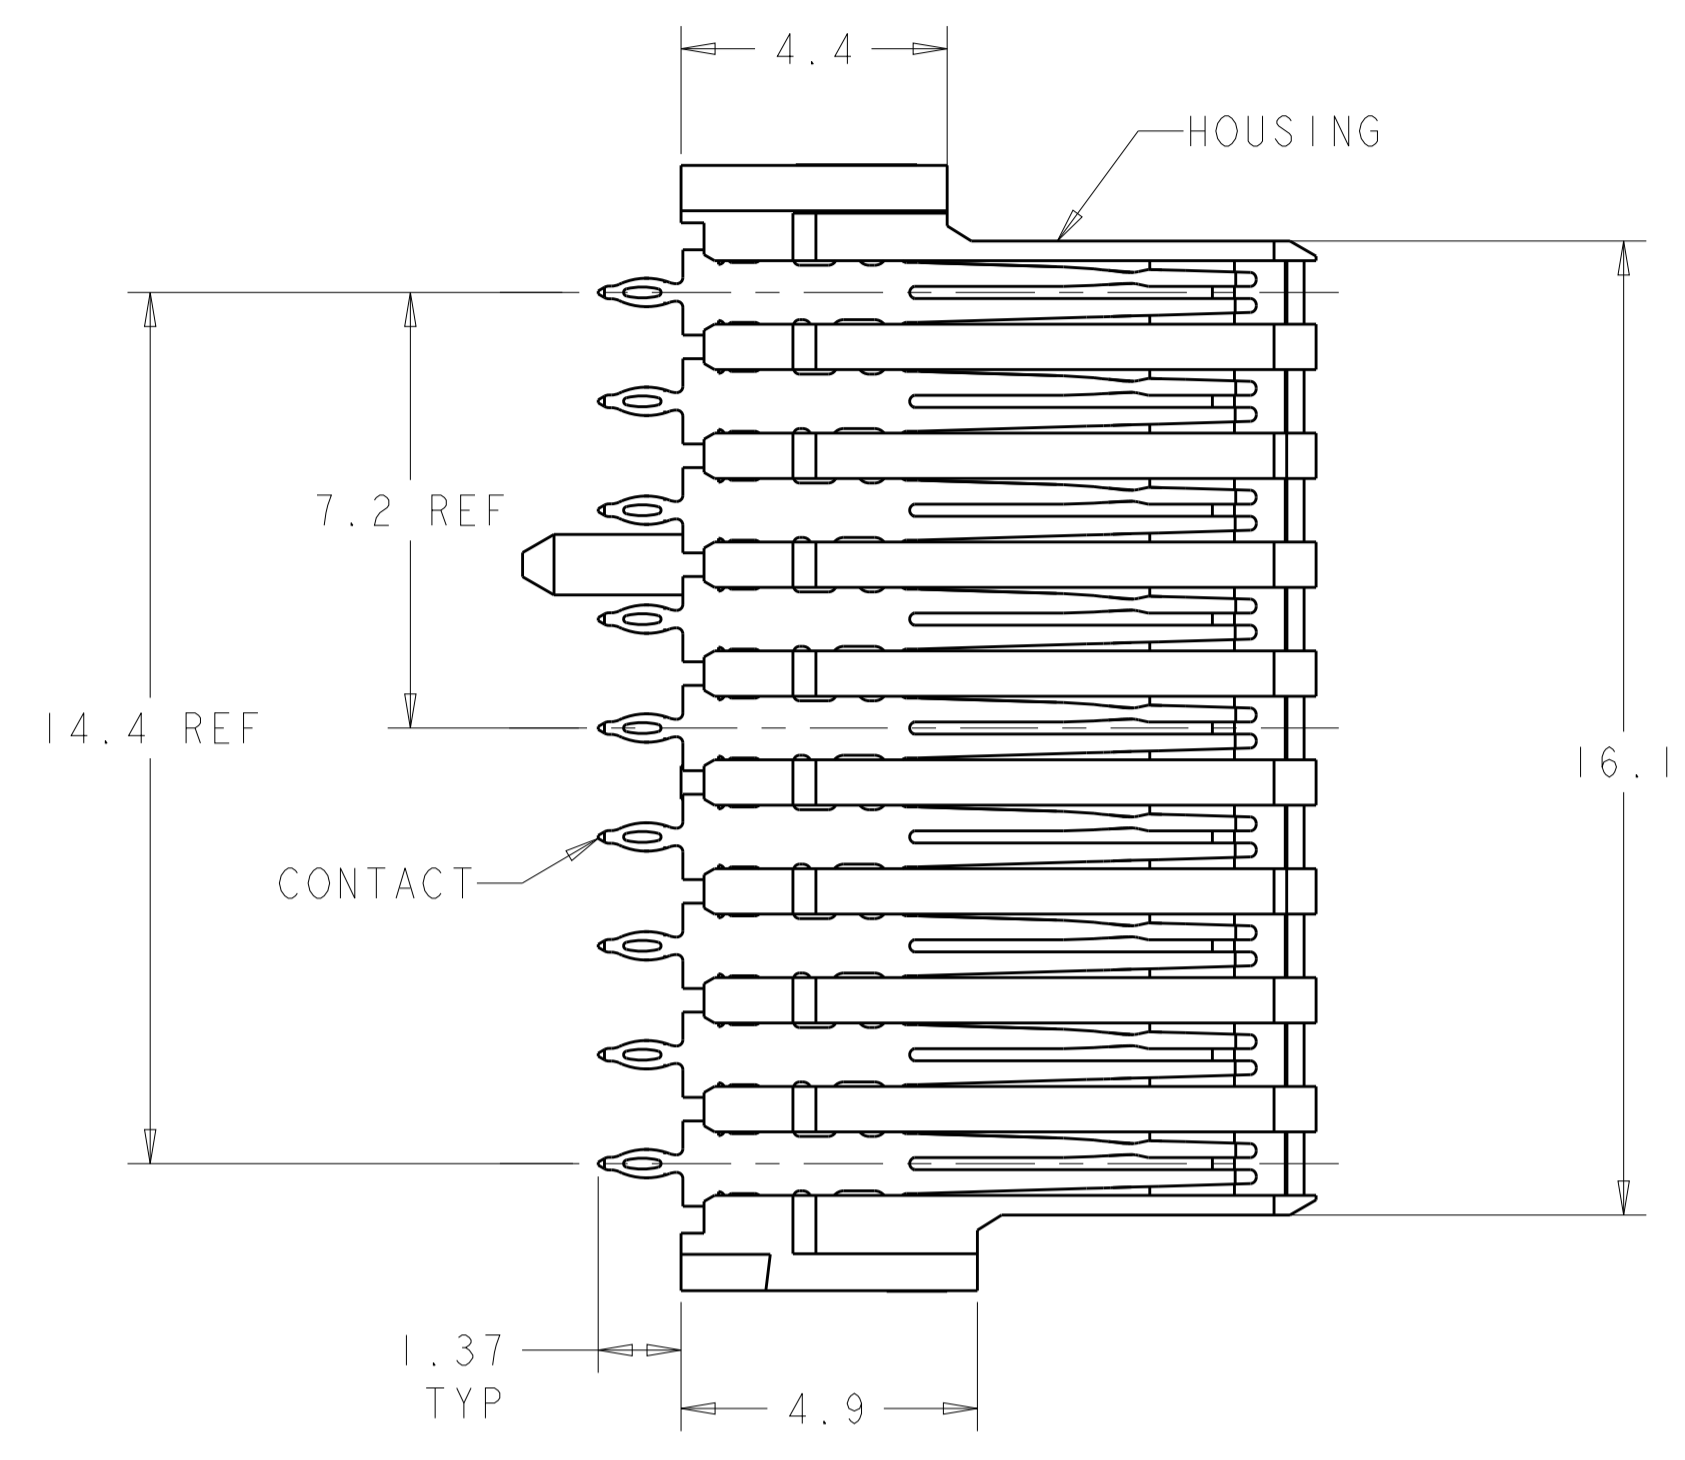 4.4
HOUSING
7.2 REF
14.4 REF
16.1
CONTACT
1.37
TYP
4.9